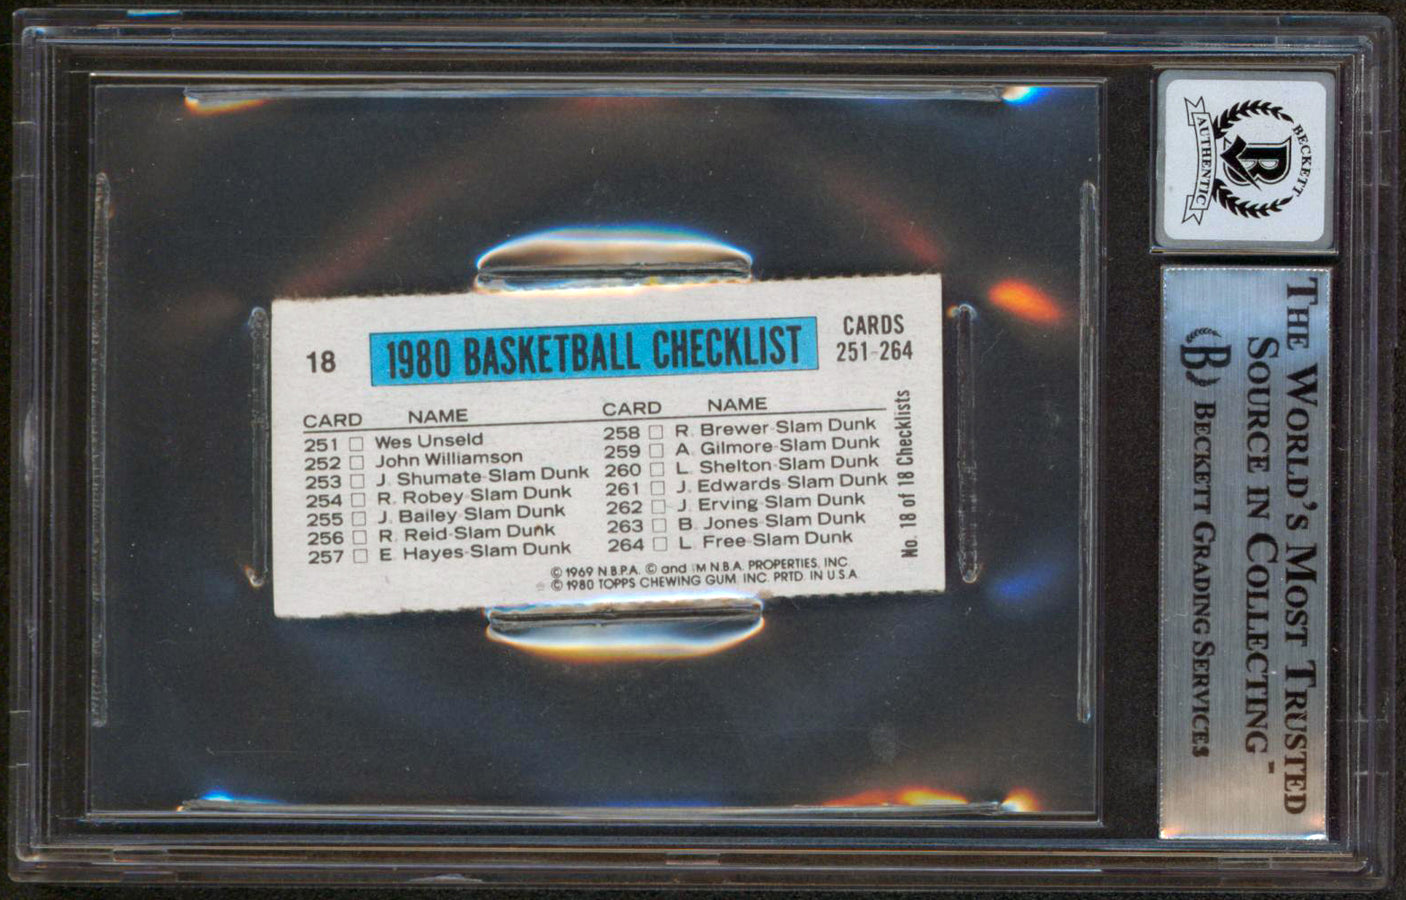 18
1980 BASKETBALL CHECKLIST
CARDS
251-264
CARD NAME
251 Wes Unseld
252 John Williamson
253 J. Shumate-Slam Dunk
254 R. Robey-Slam Dunk
255 J. Bailey-Slam Dunk
256 R. Reid-Slam Dunk
257 E. Hayes-Slam Dunk
CARD NAME
258 R. Brewer-Slam Dunk
259 A. Gilmore-Slam Dunk
260 L. Shelton-Slam Dunk
261 J. Edwards-Slam Dunk
262 J. Erving-Slam Dunk
263 B. Jones-Slam Dunk
264 L. Free-Slam Dunk
No. 18 of 18 Checklists
© 1969 N.B.P.A. © and TM N.B.A. PROPERTIES, INC.
© 1980 TOPPS CHEWING GUM, INC. PRTD. IN U.S.A.
BECKETT
B
AUTHENTIC
THE WORLD'S MOST TRUSTED
SOURCE IN COLLECTING™
B BECKETT GRADING SERVICES